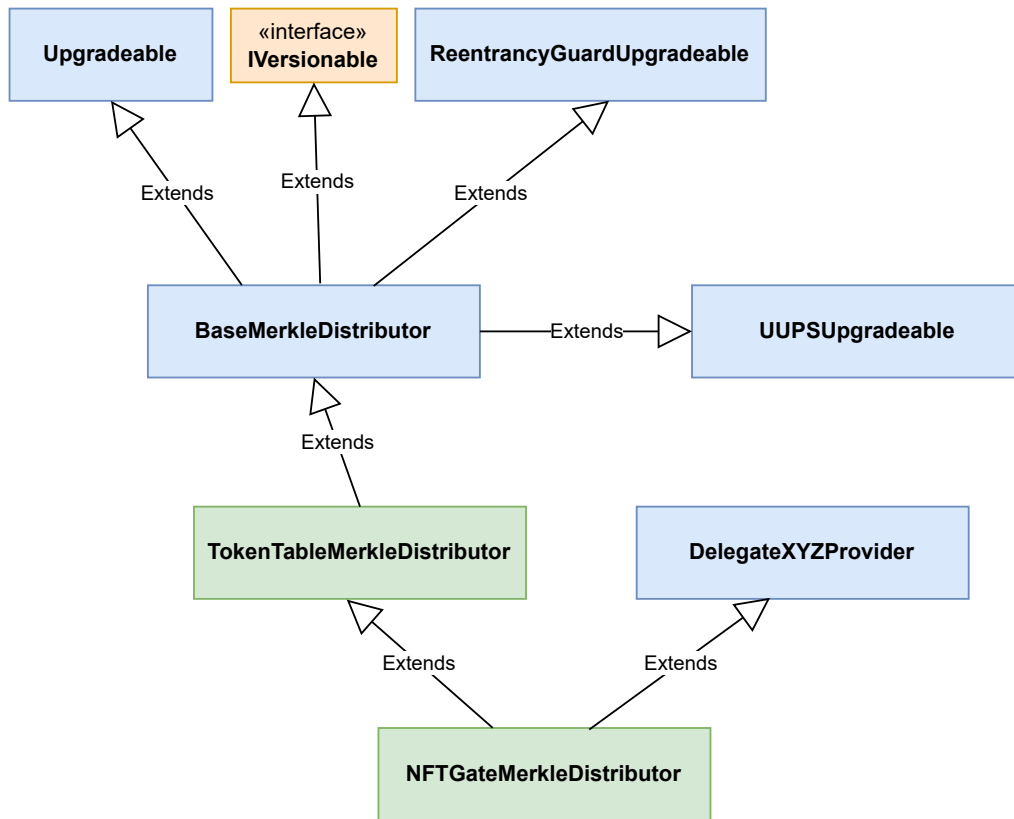 Upgradeable
«interface»
IVersionable
ReentrancyGuardUpgradeable
Extends
Extends
Extends
BaseMerkleDistributor
Extends
UUPSUpgradeable
Extends
TokenTableMerkleDistributor
DelegateXYZProvider
Extends
Extends
NFTGateMerkleDistributor